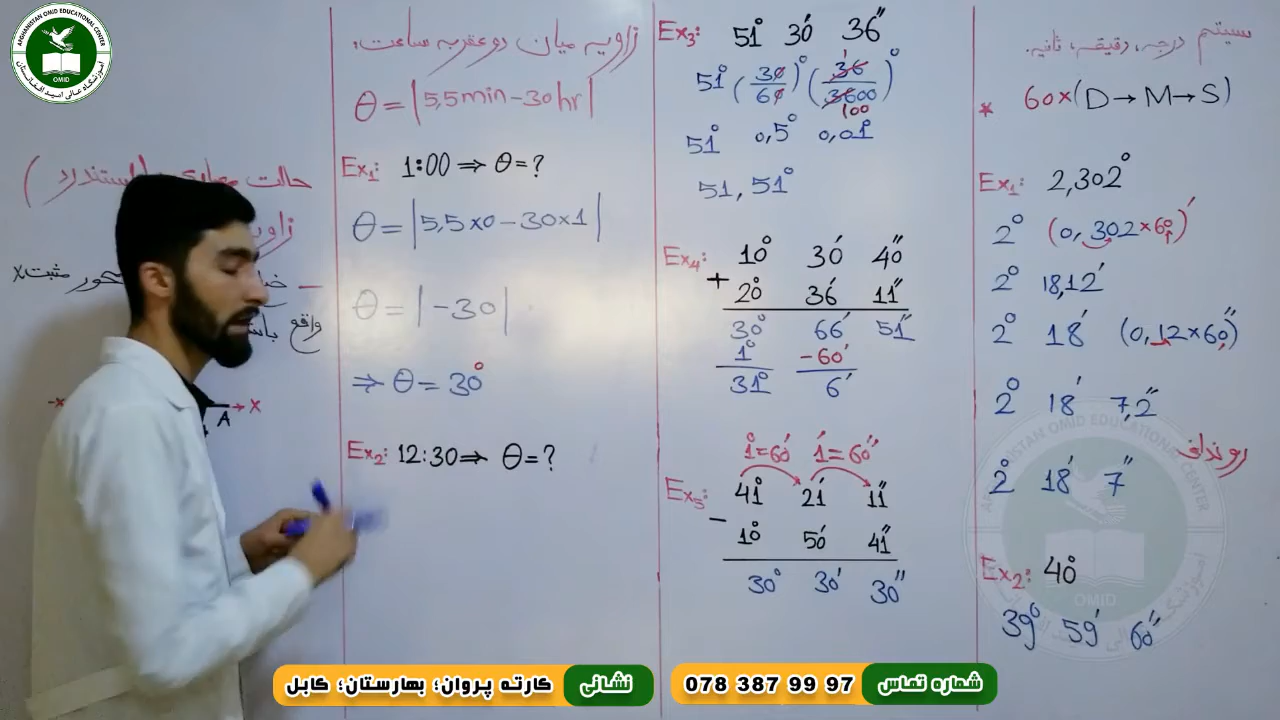 سیستم درجه، دقیقه، ثانیه.
* 60×(D→M→S)
Ex₁: 2,302°
2° (0,302×60)′
2° 18,12′
2° 18′ (0,12×60)″
2° 18′ 7,2″
روندآف
2° 18′ 7″
Ex₂: 40°
39° 59′ 60″
Ex₃: 51° 30′ 36″
51° (30/60)° (36/3600)°
100
51° 0,5° 0,01°
51,51°
Ex₄: 10° 30′ 40″
+ 20° 36′ 11″
30° 66′ 51″
1° -60′
31° 6′
1°=60′ 1′=60″
Ex₅: 41° 21′ 11″
- 10° 50′ 41″
30° 30′ 30″
زاویه میان دو عقربه ساعت.
θ = |5,5min-30hr|
Ex₁: 1:00 ⇒ θ=?
θ = |5,5×0-30×1|
θ = |-30|
⇒ θ = 30°
Ex₂: 12:30 ⇒ θ=?
حالت
مثبت x
واقع
-x
A → x
AFGHANISTAN OMID EDUCATIONAL CENTER
OMID
آموزشگاه عالی امید افغانستان
نشانی
کارته پروان؛ بهارستان؛ کابل
شماره تماس
078 387 99 97